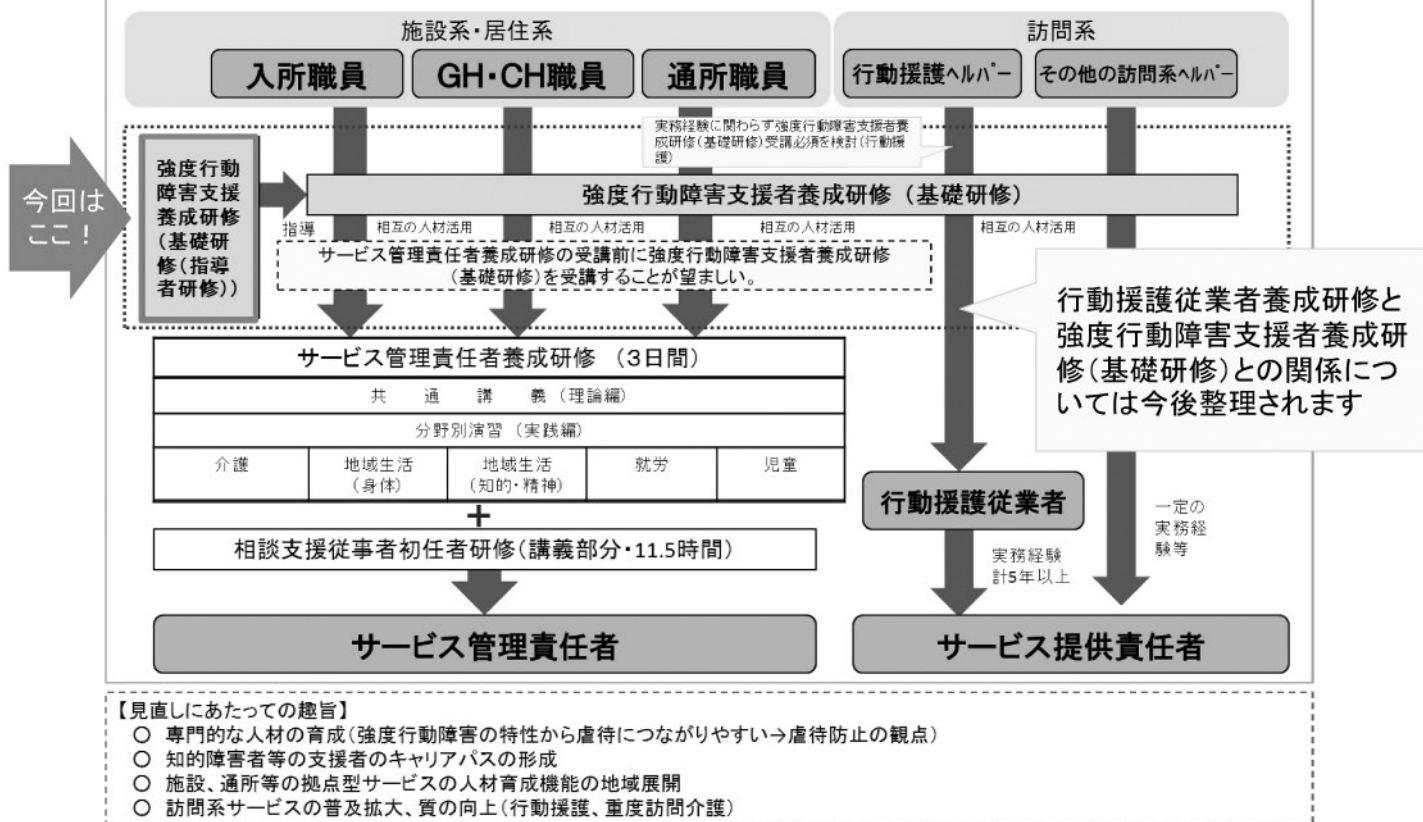 施設系・居住系
訪問系
入所職員
GH・CH職員
通所職員
行動援護ヘルパー
その他の訪問系ヘルパー
実務経験に関わらず強度行動障害支援者養
成研修(基礎研修)受講必須を検討(行動援
護)
今回は
ここ！
強度行動
障害支援
養成研修
(基礎研
修(指導
者研修))
強度行動障害支援者養成研修（基礎研修）
指導
相互の人材活用
相互の人材活用
相互の人材活用
相互の人材活用
相互の人材活用
サービス管理責任者養成研修の受講前に強度行動障害支援者養成研修
(基礎研修)を受講することが望ましい。
行動援護従業者養成研修と
強度行動障害支援者養成研
修(基礎研修)との関係につ
いては今後整理されます
サービス管理責任者養成研修　（３日間）
共　通　講　義（理論編）
分野別演習（実践編）
介護
地域生活
（身体）
地域生活
（知的・精神）
就労
児童
＋
相談支援従事者初任者研修(講義部分・11.5時間)
行動援護従業者
実務経験
計5年以上
一定の
実務経
験等
サービス管理責任者
サービス提供責任者
【見直しにあたっての趣旨】
○　専門的な人材の育成(強度行動障害の特性から虐待につながりやすい→虐待防止の観点)
○　知的障害者等の支援者のキャリアパスの形成
○　施設、通所等の拠点型サービスの人材育成機能の地域展開
○　訪問系サービスの普及拡大、質の向上(行動援護、重度訪問介護)